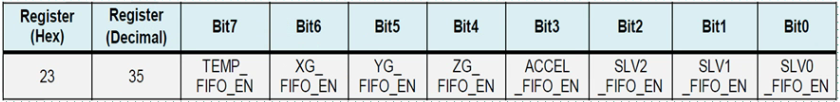 Register (Hex) Register (Decimal) Bit7 Bit6 Bit5 Bit4 Bit3 Bit2 Bit1 Bit0
23 35 TEMP_ FIFO_EN XG_ FIFO_EN YG_ FIFO_EN ZG_ FIFO_EN ACCEL _FIFO_EN SLV2 _FIFO_EN SLV1 _FIFO_EN SLV0 _FIFO_EN